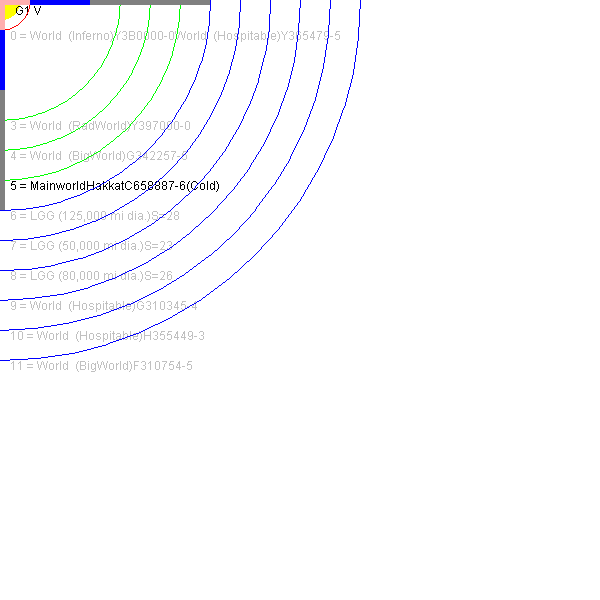 G1 V
0 = World  (Inferno)Y3B0000-0World  (Hospitable)Y365479-5
3 = World  (RadWorld)Y397000-0
4 = World  (BigWorld)G242257-5
5 = MainworldHakkatC658887-6(Cold)
6 = LGG (125,000 mi dia.)S=28
7 = LGG (50,000 mi dia.)S=23
8 = LGG (80,000 mi dia.)S=26
9 = World  (Hospitable)G310345-4
10 = World  (Hospitable)H355449-3
11 = World  (BigWorld)F310754-5